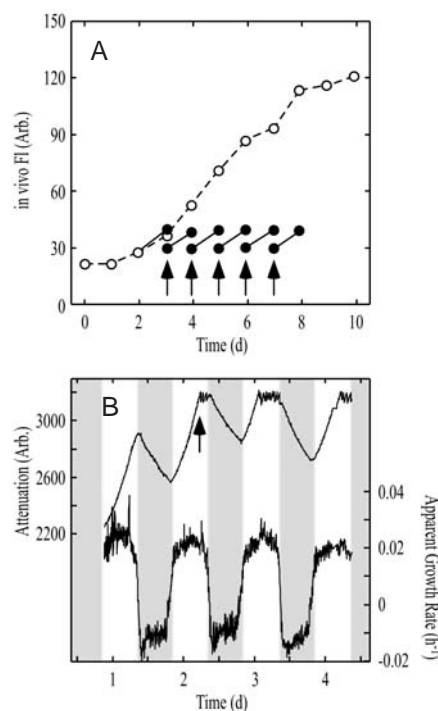 A
150
120
90
60
30
0
in vivo Fl (Arb.)
0 2 4 6 8 10
Time (d)
B
3000
2600
2200
Attenuation (Arb.)
0.04
0.02
0
-0.02
Apparent Growth Rate (h-1)
1 2 3 4
Time (d)